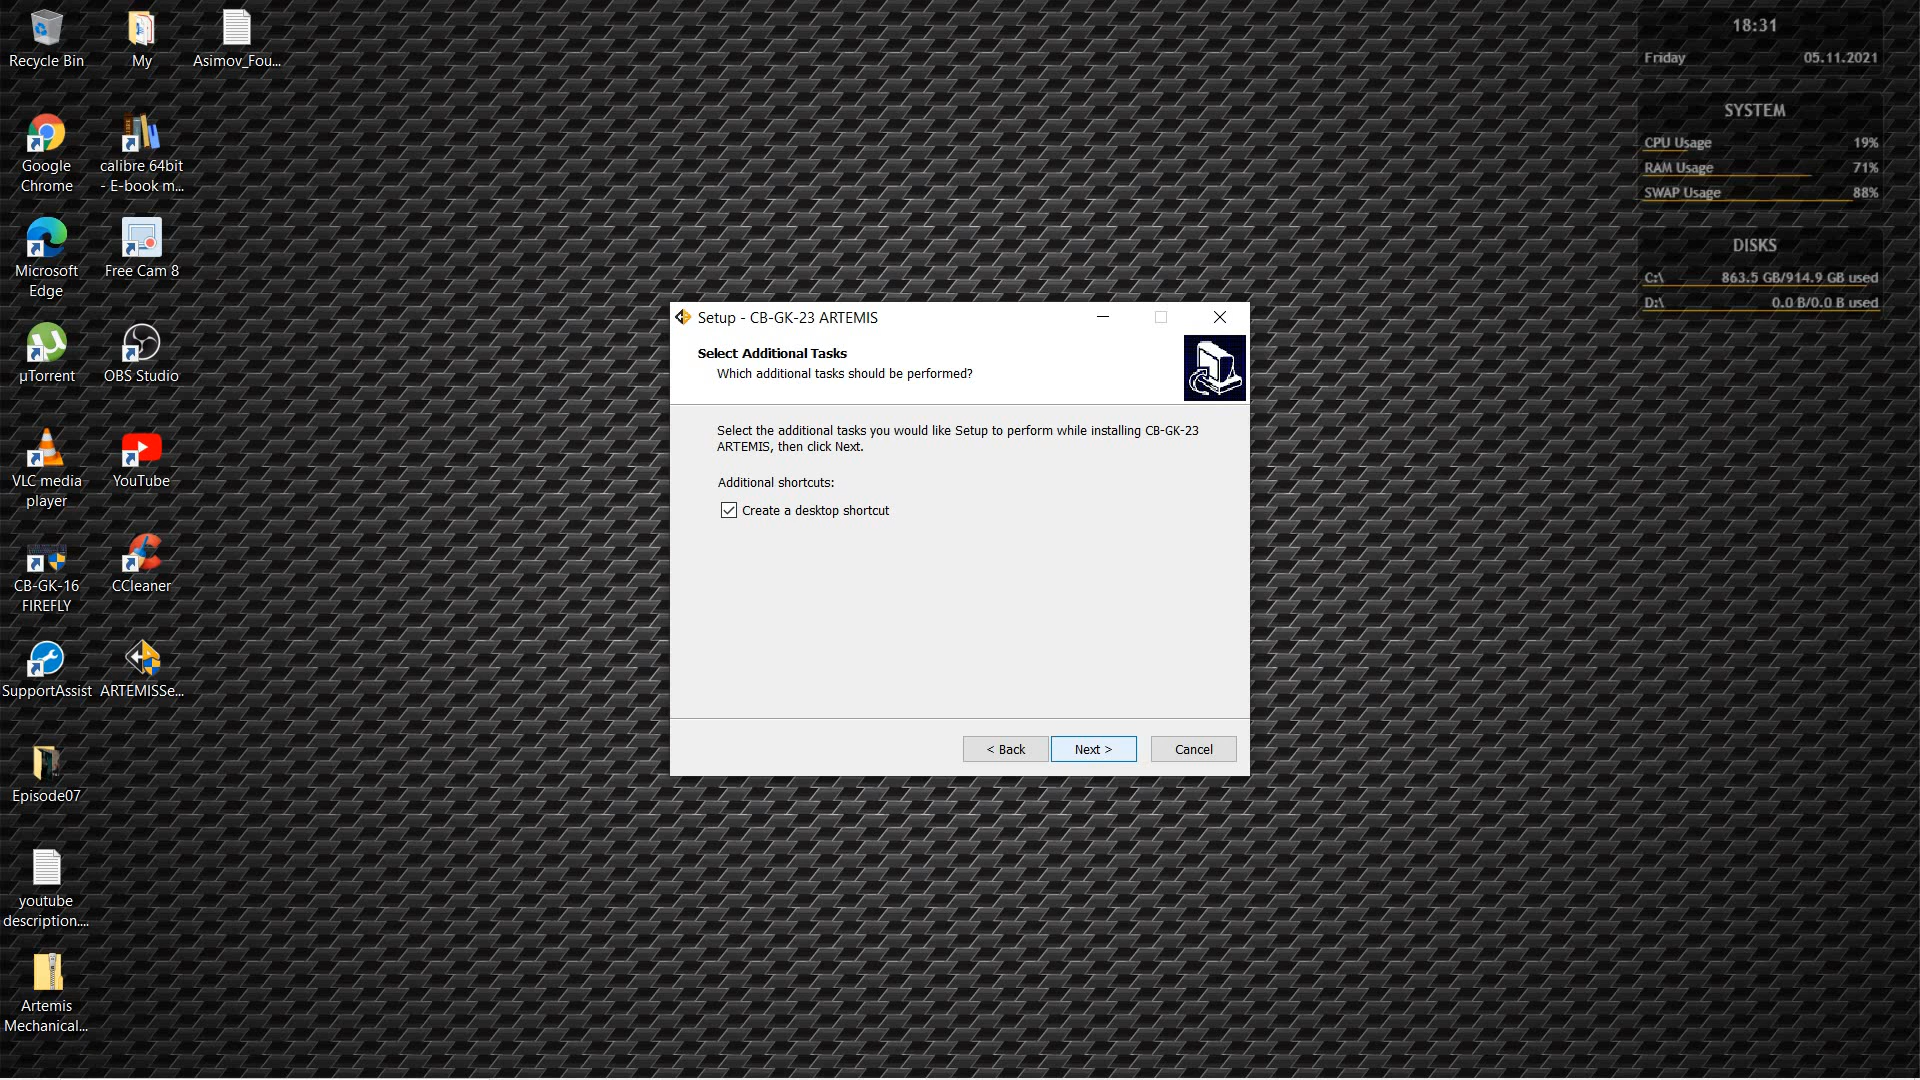 Recycle Bin
My
Asimov_Fou...
Google
Chrome
calibre 64bit
- E-book m...
Microsoft
Edge
Free Cam 8
µTorrent
OBS Studio
VLC media
player
YouTube
CB-GK-16
FIREFLY
CCleaner
SupportAssist
ARTEMISSe...
Episode07
youtube
description....
Artemis
Mechanical...
Setup - CB-GK-23 ARTEMIS
Select Additional Tasks
Which additional tasks should be performed?
Select the additional tasks you would like Setup to perform while installing CB-GK-23
ARTEMIS, then click Next.
Additional shortcuts:
Create a desktop shortcut
< Back
Next >
Cancel
18:31
Friday 05.11.2021
SYSTEM
CPU Usage 19%
RAM Usage 71%
SWAP Usage 88%
DISKS
C:\ 863.5 GB/914.9 GB used
D:\ 0.0 B/0.0 B used